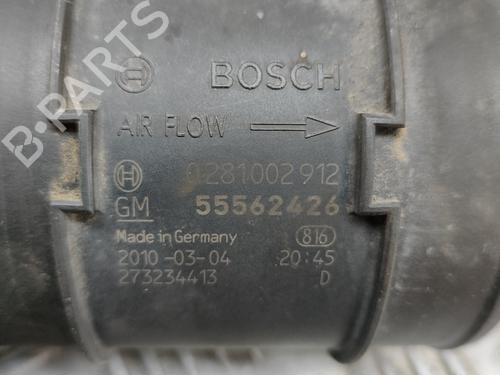 BOSCH
AIR FLOW
0281002912
GM 55562426
Made in Germany 816
2010-03-04 20:45
273234413 D
B-PARTS